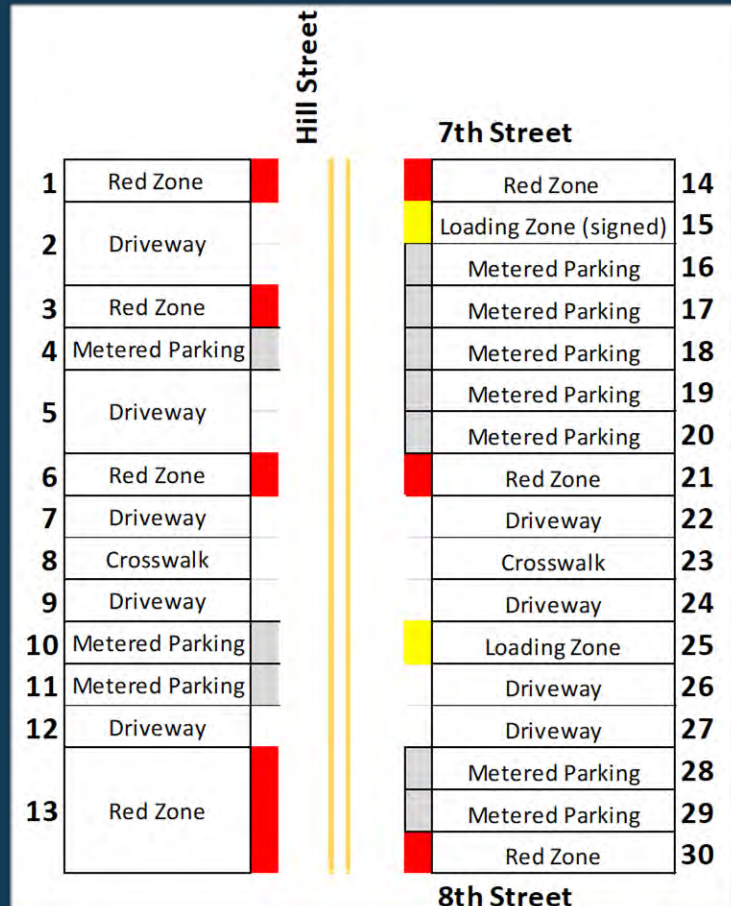 Hill Street
7th Street
1 Red Zone
2 Driveway
3 Red Zone
4 Metered Parking
5 Driveway
6 Red Zone
7 Driveway
8 Crosswalk
9 Driveway
10 Metered Parking
11 Metered Parking
12 Driveway
13 Red Zone
Red Zone 14
Loading Zone (signed) 15
Metered Parking 16
Metered Parking 17
Metered Parking 18
Metered Parking 19
Metered Parking 20
Red Zone 21
Driveway 22
Crosswalk 23
Driveway 24
Loading Zone 25
Driveway 26
Driveway 27
Metered Parking 28
Metered Parking 29
Red Zone 30
8th Street